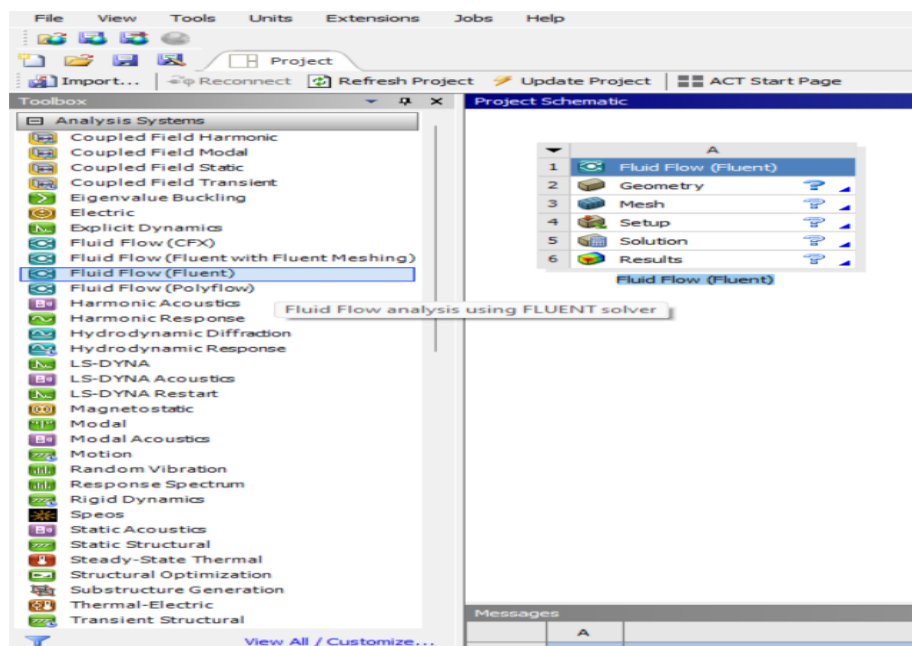 File View Tools Units Extensions Jobs Help
Project
Import... Reconnect Refresh Project Update Project ACT Start Page
Toolbox
Analysis Systems
Coupled Field Harmonic
Coupled Field Modal
Coupled Field Static
Coupled Field Transient
Eigenvalue Buckling
Electric
Explicit Dynamics
Fluid Flow (CFX)
Fluid Flow (Fluent with Fluent Meshing)
Fluid Flow (Fluent)
Fluid Flow (Polyflow)
Harmonic Acoustics
Harmonic Response
Hydrodynamic Diffraction
Hydrodynamic Response
LS-DYNA
LS-DYNA Acoustics
LS-DYNA Restart
Magnetostatic
Modal
Modal Acoustics
Motion
Random Vibration
Response Spectrum
Rigid Dynamics
Speos
Static Acoustics
Static Structural
Steady-State Thermal
Structural Optimization
Substructure Generation
Thermal-Electric
Transient Structural
View All / Customize...
Fluid Flow analysis using FLUENT solver
Project Schematic
A
1 Fluid Flow (Fluent)
2 Geometry ?
3 Mesh ?
4 Setup ?
5 Solution ?
6 Results ?
Fluid Flow (Fluent)
Messages
A